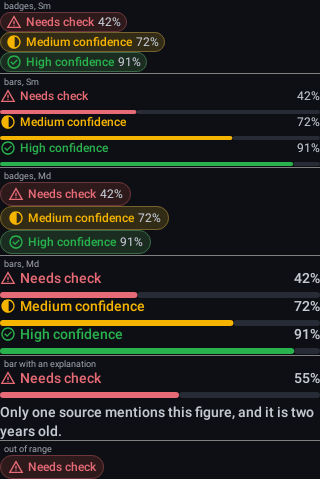 badges, Sm
Needs check 42%
Medium confidence 72%
High confidence 91%
bars, Sm
Needs check 42%
Medium confidence 72%
High confidence 91%
badges, Md
Needs check 42%
Medium confidence 72%
High confidence 91%
bars, Md
Needs check 42%
Medium confidence 72%
High confidence 91%
bar with an explanation
Needs check 55%
Only one source mentions this figure, and it is two
years old.
out of range
Needs check